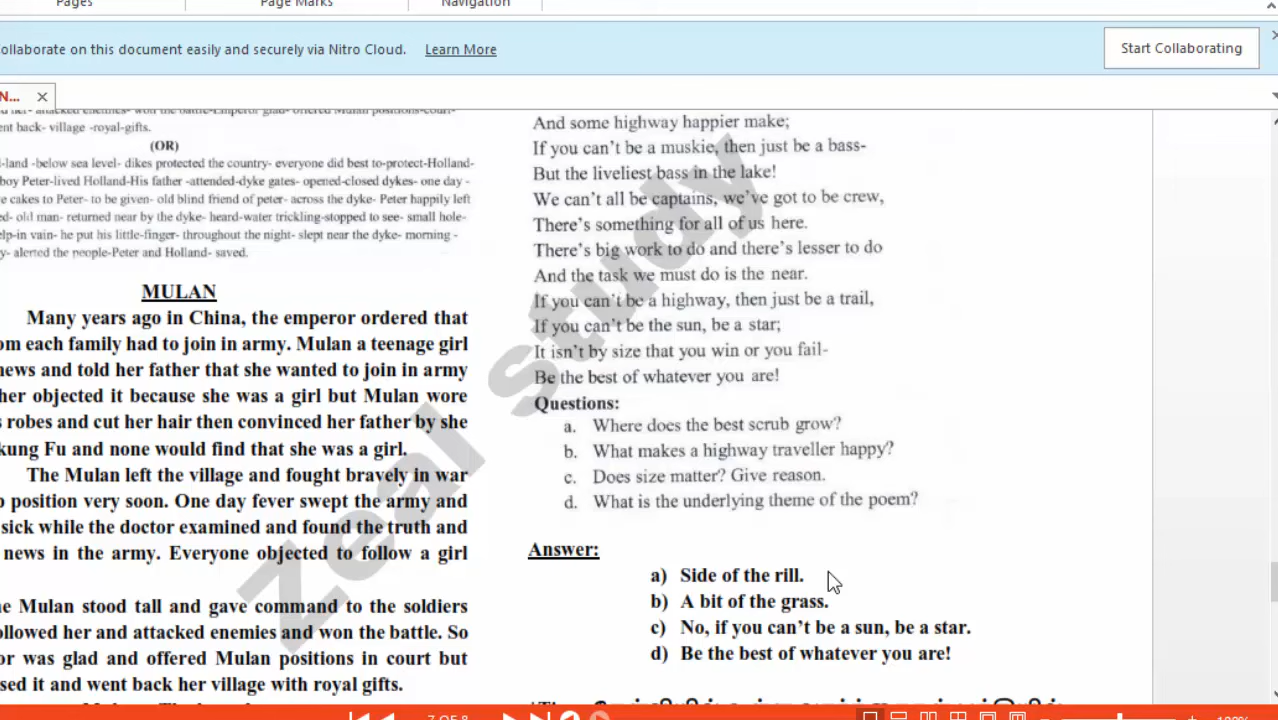 Pages
Page Marks
Navigation
ollaborate on this document easily and securely via Nitro Cloud. Learn More
Start Collaborating
N...
ent back- village -royal-gifts.
(OR)
l-land -below sea level- dikes protected the country- everyone did best to-protect-Holland-
boy Peter-lived Holland-His father -attended-dyke gates- opened-closed dykes- one day -
e cakes to Peter- to be given- old blind friend of peter- across the dyke- Peter happily left
ed- old man- returned near by the dyke- heard-water trickling-stopped to see- small hole-
elp-in vain- he put his little-finger- throughout the night- slept near the dyke- morning -
y- alerted the people-Peter and Holland- saved.
MULAN
Many years ago in China, the emperor ordered that
om each family had to join in army. Mulan a teenage girl
news and told her father that she wanted to join in army
her objected it because she was a girl but Mulan wore
s robes and cut her hair then convinced her father by she
kung Fu and none would find that she was a girl.
The Mulan left the village and fought bravely in war
p position very soon. One day fever swept the army and
sick while the doctor examined and found the truth and
news in the army. Everyone objected to follow a girl
he Mulan stood tall and gave command to the soldiers
ollowed her and attacked enemies and won the battle. So
or was glad and offered Mulan positions in court but
sed it and went back her village with royal gifts.
And some highway happier make;
If you can't be a muskie, then just be a bass-
But the liveliest bass in the lake!
We can't all be captains, we've got to be crew,
There's something for all of us here.
There's big work to do and there's lesser to do
And the task we must do is the near.
If you can't be a highway, then just be a trail,
If you can't be the sun, be a star;
It isn't by size that you win or you fail-
Be the best of whatever you are!
Questions:
a. Where does the best scrub grow?
b. What makes a highway traveller happy?
c. Does size matter? Give reason.
d. What is the underlying theme of the poem?
Answer:
a) Side of the rill.
b) A bit of the grass.
c) No, if you can't be a sun, be a star.
d) Be the best of whatever you are!
Zeal study
7 OF 8